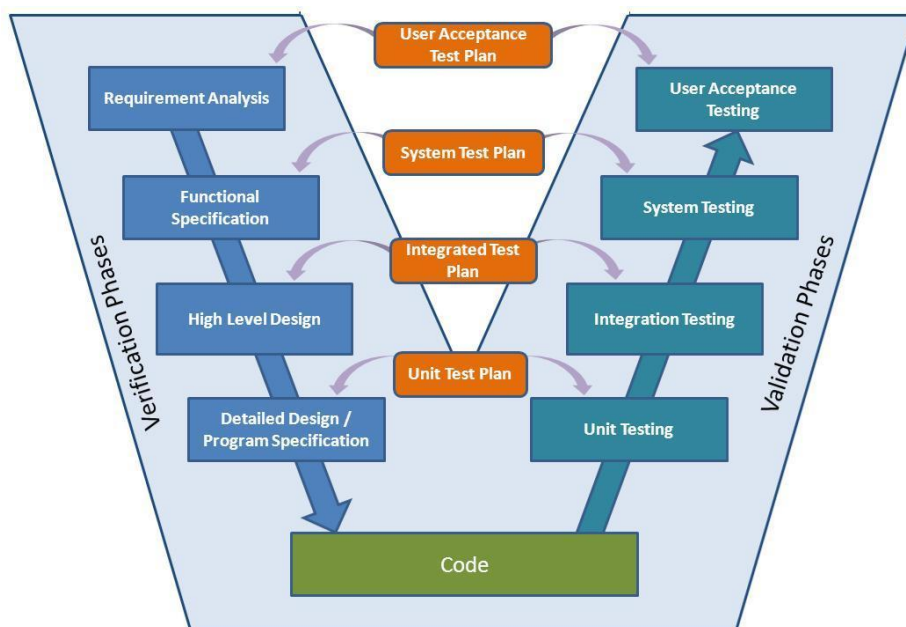 User Acceptance
Test Plan
Requirement Analysis
User Acceptance
Testing
System Test Plan
Functional
Specification
System Testing
Integrated Test
Plan
High Level Design
Integration Testing
Unit Test Plan
Detailed Design /
Program Specification
Unit Testing
Verification Phases
Validation Phases
Code